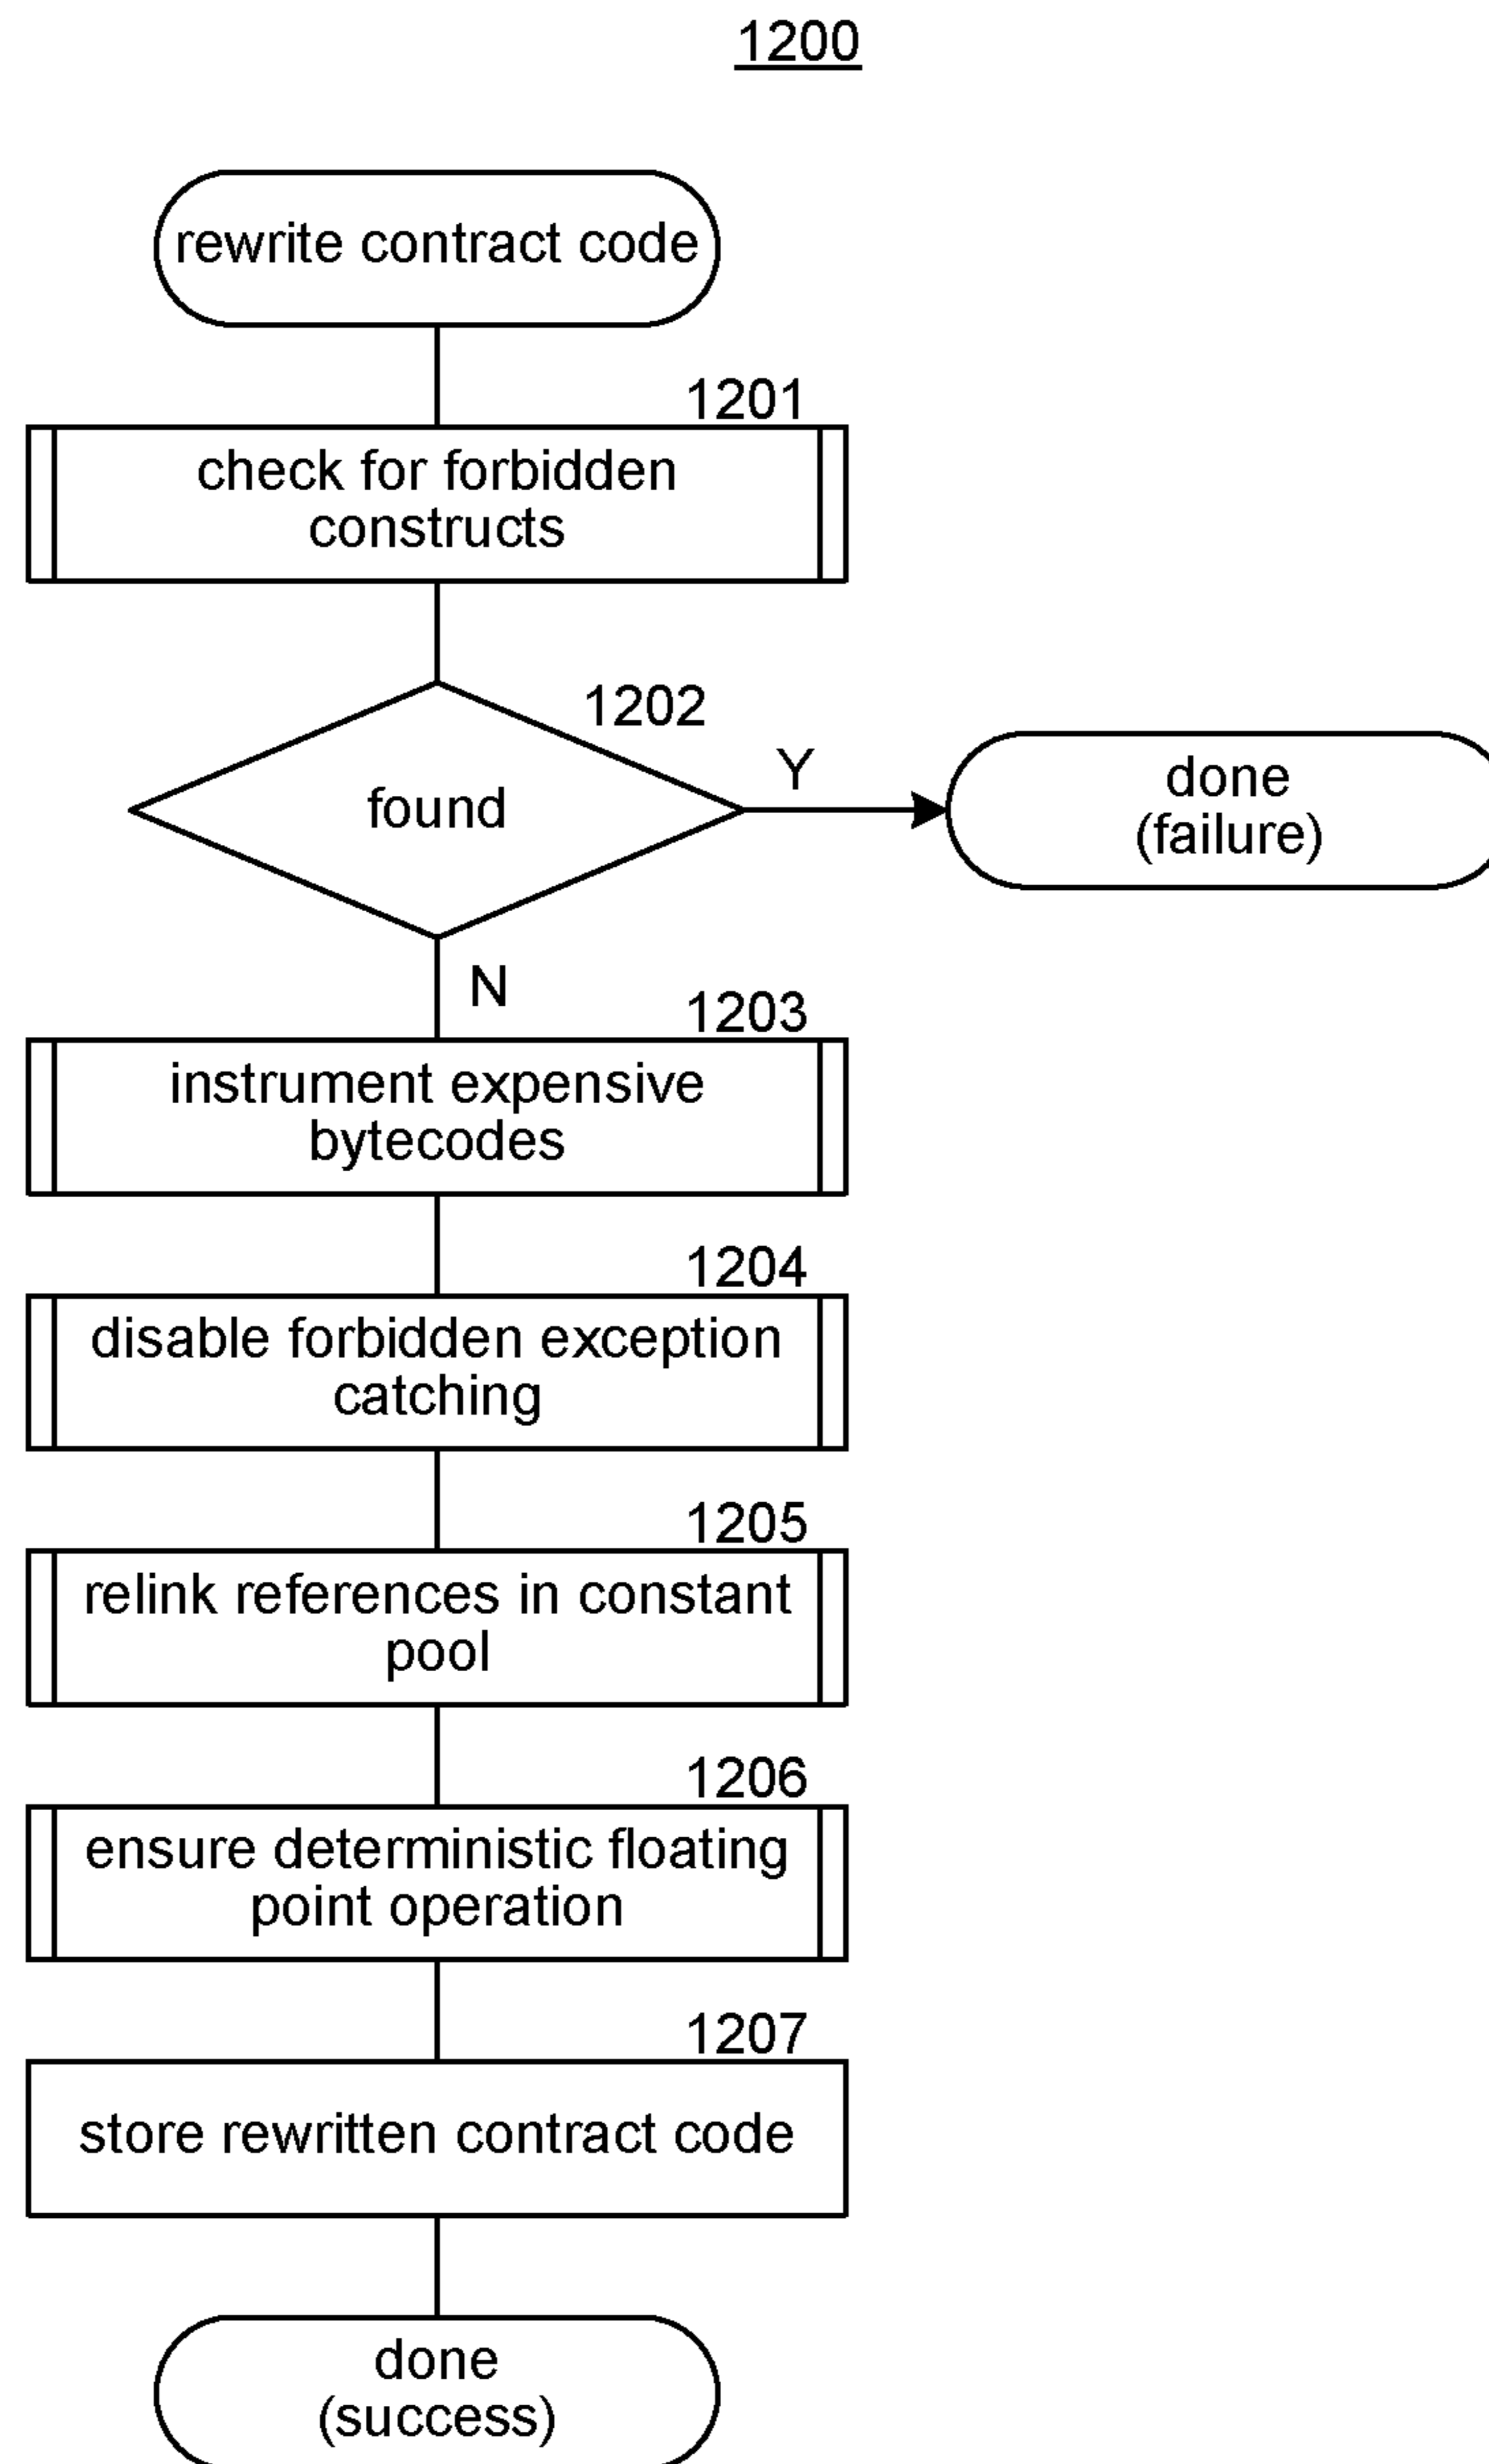 1200
rewrite contract code
1201
check for forbidden
constructs
1202
found
Y
done
(failure)
N
1203
instrument expensive
bytecodes
1204
disable forbidden exception
catching
1205
relink references in constant
pool
1206
ensure deterministic floating
point operation
1207
store rewritten contract code
done
(success)